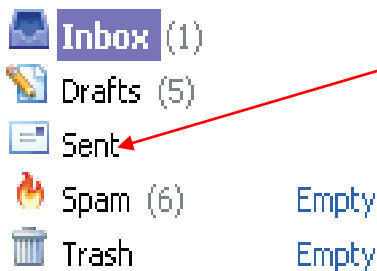 Inbox (1)
Drafts (5)
Sent
Spam (6) Empty
Trash Empty